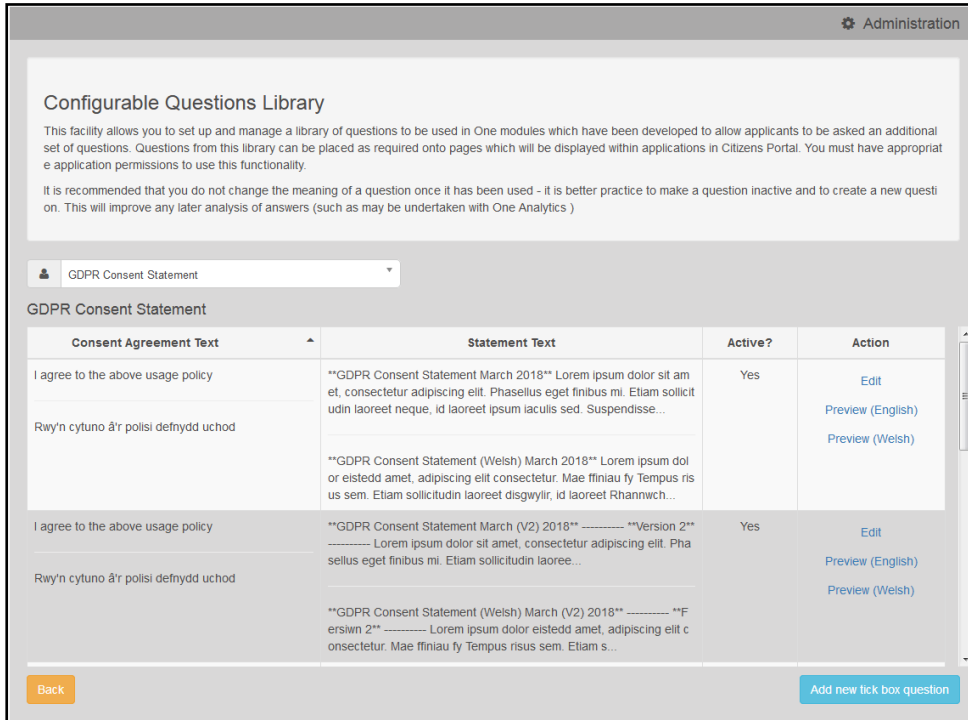 Administration
Configurable Questions Library
This facility allows you to set up and manage a library of questions to be used in One modules which have been developed to allow applicants to be asked an additional
set of questions. Questions from this library can be placed as required onto pages which will be displayed within applications in Citizens Portal. You must have appropriat
e application permissions to use this functionality.
It is recommended that you do not change the meaning of a question once it has been used - it is better practice to make a question inactive and to create a new questi
on. This will improve any later analysis of answers (such as may be undertaken with One Analytics )
GDPR Consent Statement
GDPR Consent Statement
Consent Agreement Text Statement Text Active? Action
I agree to the above usage policy
Rwy'n cytuno â'r polisi defnydd uchod
**GDPR Consent Statement March 2018** Lorem ipsum dolor sit am
et, consectetur adipiscing elit. Phasellus eget finibus mi. Etiam sollicit
udin laoreet neque, id laoreet ipsum iaculis sed. Suspendisse...
**GDPR Consent Statement (Welsh) March 2018** Lorem ipsum dol
or eistedd amet, adipiscing elit consectetur. Mae ffiniau fy Tempus ris
us sem. Etiam sollicitudin laoreet disgwylir, id laoreet Rhannwch...
Yes
Edit
Preview (English)
Preview (Welsh)
I agree to the above usage policy
Rwy'n cytuno â'r polisi defnydd uchod
**GDPR Consent Statement March (V2) 2018** ---------- **Version 2**
---------- Lorem ipsum dolor sit amet, consectetur adipiscing elit. Pha
sellus eget finibus mi. Etiam sollicitudin laoree...
**GDPR Consent Statement (Welsh) March (V2) 2018** ---------- **F
ersiwn 2** ---------- Lorem ipsum dolor eistedd amet, adipiscing elit c
onsectetur. Mae ffiniau fy Tempus risus sem. Etiam s...
Yes
Edit
Preview (English)
Preview (Welsh)
Back
Add new tick box question